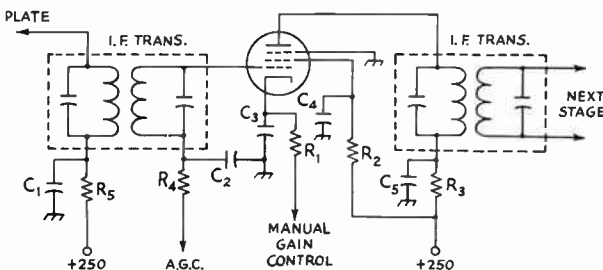 PLATE
I.F. TRANS.
I.F. TRANS.
C3
C4
NEXT
STAGE
C1
R5
R4
C2
R1
R2
C5
R3
+250
A.G.C.
MANUAL
GAIN
CONTROL
+250